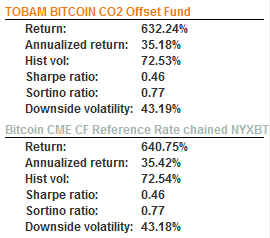 TOBAM BITCOIN CO2 Offset Fund
Return: 632.24%
Annualized return: 35.18%
Hist vol: 72.53%
Sharpe ratio: 0.46
Sortino ratio: 0.77
Downside volatility: 43.19%
Bitcoin CME CF Reference Rate chained NYXBT
Return: 640.75%
Annualized return: 35.42%
Hist vol: 72.54%
Sharpe ratio: 0.46
Sortino ratio: 0.77
Downside volatility: 43.18%